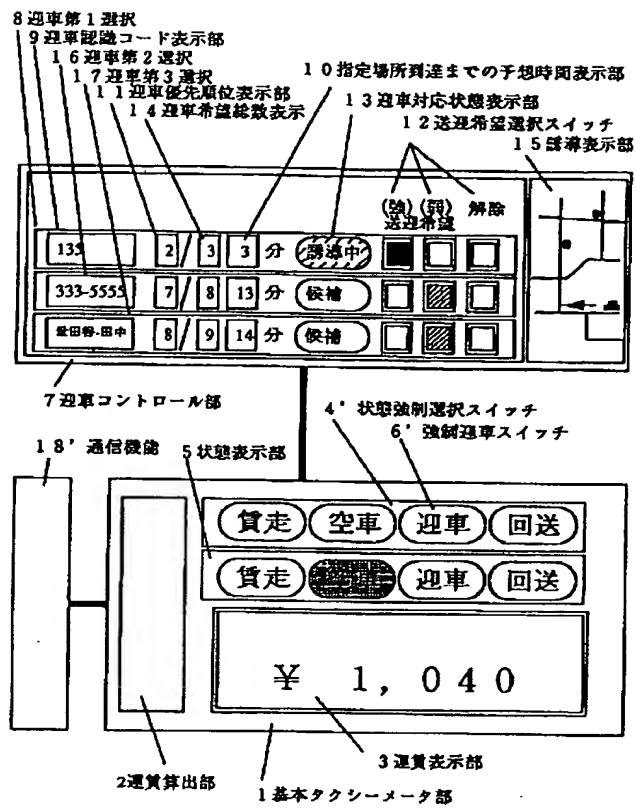 8迎車第1選択
9迎車認識コード表示部
16迎車第2選択
17迎車第3選択
11迎車優先順位表示部
14迎車希望総数表示
10指定場所到達までの予想時間表示部
13迎車対応状態表示部
12送迎希望選択スイッチ
15誘導表示部
(強)(弱) 解除
送迎希望
135 2/3 3分 誘導中
333-5555 7/8 13分 候補
世田谷-田中 8/9 14分 候補
7迎車コントロール部
4'状態強制選択スイッチ
6'強制迎車スイッチ
18'通信機能
5状態表示部
賃走 空車 迎車 回送
賃走 迎車 回送
¥ 1,040
3運賃表示部
2運賃算出部
1基本タクシーメータ部